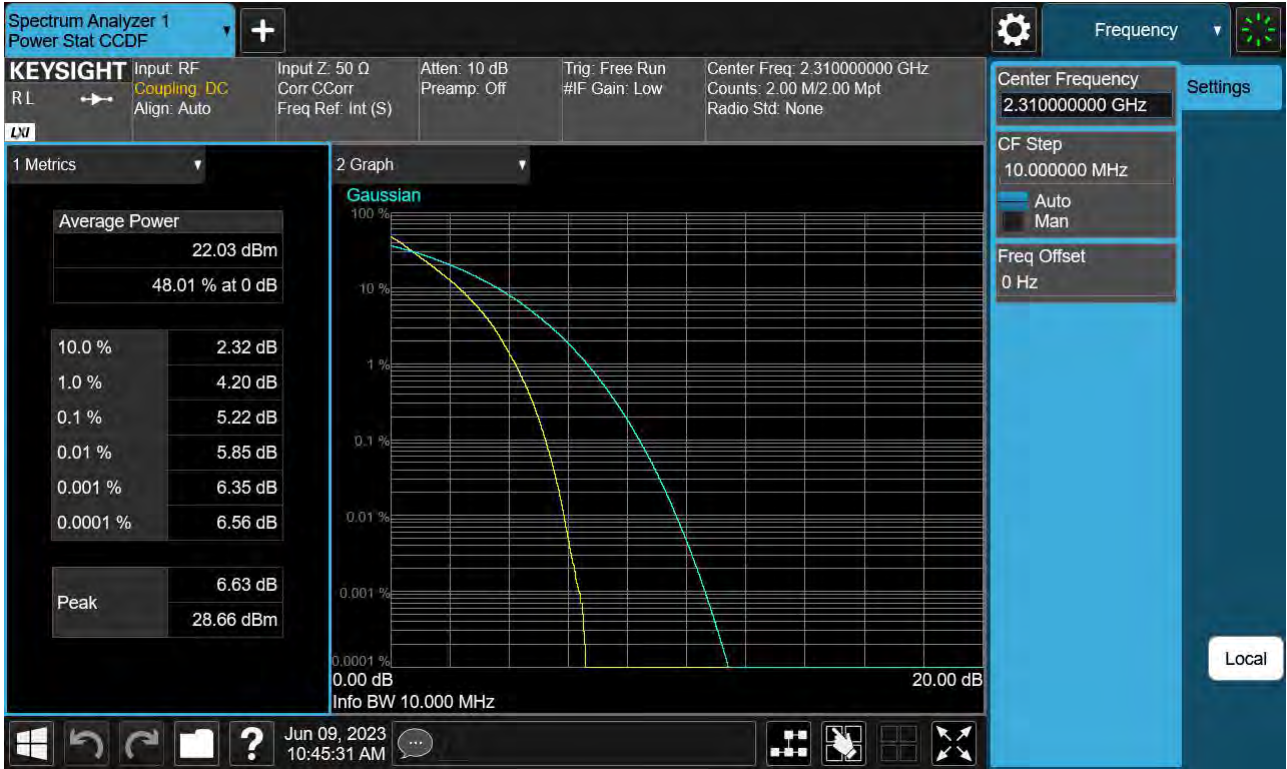 Spectrum Analyzer 1
Power Stat CCDF
Frequency
KEYSIGHT
RL
LXI
Input: RF
Coupling: DC
Align: Auto
Input Z: 50 Ω
Corr CCorr
Freq Ref: Int (S)
Atten: 10 dB
Preamp: Off
Trig: Free Run
#IF Gain: Low
Center Freq: 2.310000000 GHz
Counts: 2.00 M/2.00 Mpt
Radio Std: None
Center Frequency
2.310000000 GHz
Settings
CF Step
10.000000 MHz
Auto
Man
Freq Offset
0 Hz
Local
1 Metrics
Average Power
22.03 dBm
48.01 % at 0 dB
10.0 % 2.32 dB
1.0 % 4.20 dB
0.1 % 5.22 dB
0.01 % 5.85 dB
0.001 % 6.35 dB
0.0001 % 6.56 dB
Peak
6.63 dB
28.66 dBm
2 Graph
Gaussian
100 %
10 %
1 %
0.1 %
0.01 %
0.001 %
0.0001 %
0.00 dB 20.00 dB
Info BW 10.000 MHz
?
Jun 09, 2023
10:45:31 AM